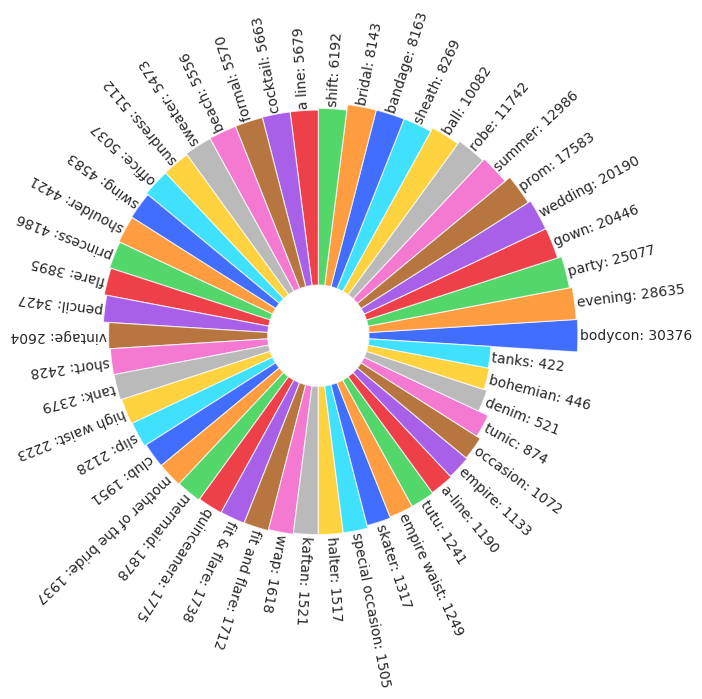 bodycon: 30376
evening: 28635
party: 25077
gown: 20446
wedding: 20190
prom: 17583
summer: 12986
robe: 11742
ball: 10082
sheath: 8269
bandage: 8163
bridal: 8143
shift: 6192
a line: 5679
cocktail: 5663
formal: 5570
beach: 5556
sweater: 5473
sundress: 5112
office: 5037
swing: 4583
shoulder: 4421
princess: 4186
flare: 3895
pencil: 3427
vintage: 2604
short: 2428
tank: 2379
high waist: 2223
slip: 2128
club: 1951
mother of the bride: 1937
mermaid: 1878
quinceanera: 1775
fit & flare: 1738
fit and flare: 1712
wrap: 1618
kaftan: 1521
halter: 1517
special occasion: 1505
skater: 1317
empire waist: 1249
tutu: 1241
a-line: 1190
empire: 1133
occasion: 1072
tunic: 874
denim: 521
bohemian: 446
tanks: 422